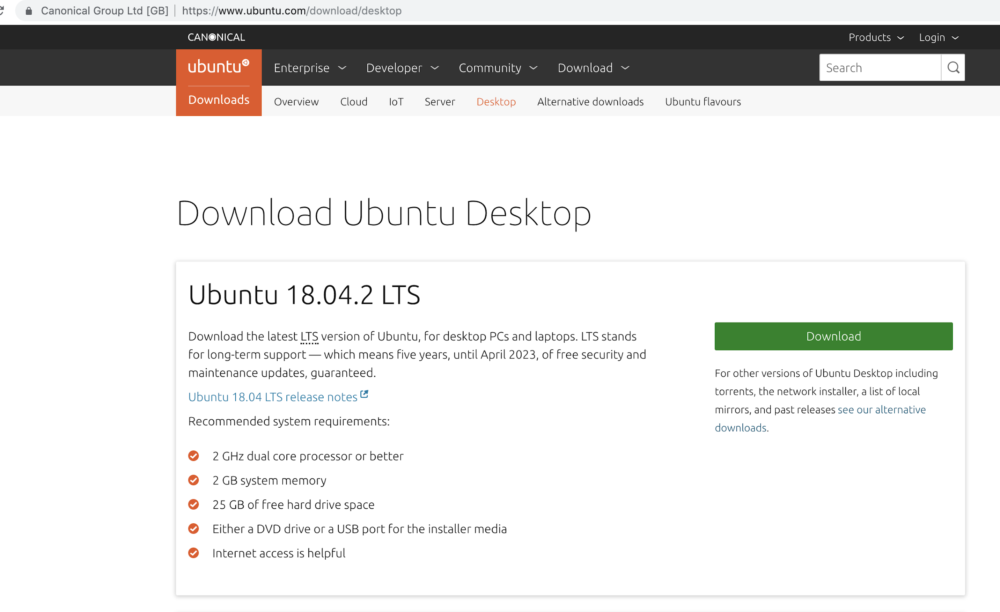 Canonical Group Ltd [GB] | https://www.ubuntu.com/download/desktop
CANONICAL
Products
Login
ubuntu
Enterprise
Developer
Community
Download
Search
Downloads
Overview
Cloud
IoT
Server
Desktop
Alternative downloads
Ubuntu flavours
Download Ubuntu Desktop
Ubuntu 18.04.2 LTS
Download the latest LTS version of Ubuntu, for desktop PCs and laptops. LTS stands
for long-term support — which means five years, until April 2023, of free security and
maintenance updates, guaranteed.
Ubuntu 18.04 LTS release notes
Recommended system requirements:
2 GHz dual core processor or better
2 GB system memory
25 GB of free hard drive space
Either a DVD drive or a USB port for the installer media
Internet access is helpful
Download
For other versions of Ubuntu Desktop including
torrents, the network installer, a list of local
mirrors, and past releases see our alternative
downloads.